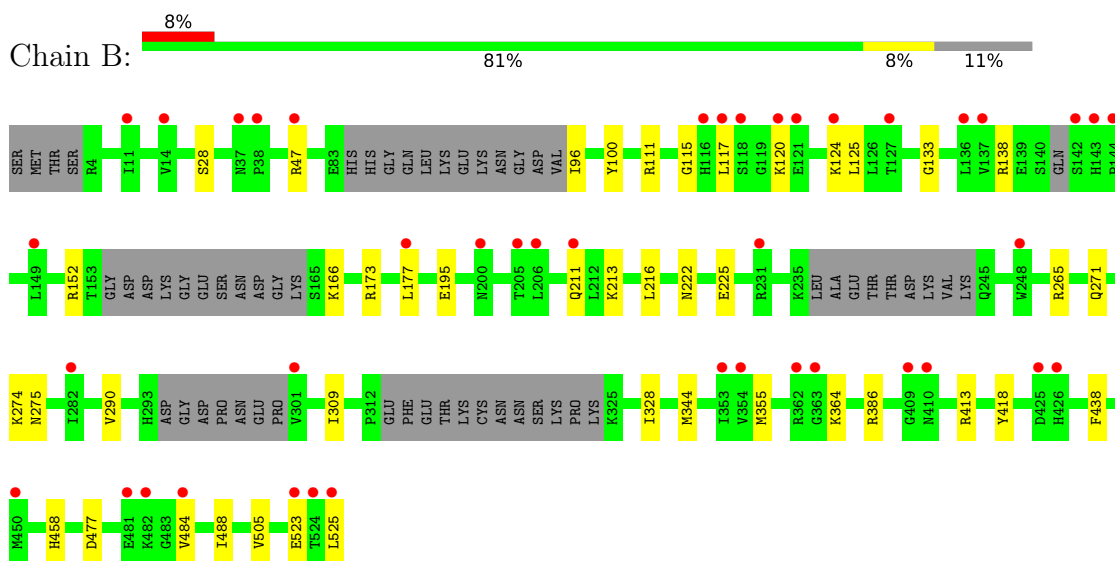 8%
Chain B:
81% 8% 11%
SER MET THR SER R4 I11 V14 S28 N37 P38 R47 E83 HIS HIS GLY GLN LEU LYS GLU LYS ASN GLY ASP VAL I96 Y100 R111 G115 H116 L117 S118 G119 K120 E121 K124 L125 L126 T127 G133 L136 V137 R138 E139 S140 GLN S142 H143 R144
L149 R152 T153 GLY ASP ASP LYS GLY GLU SER ASN ASP GLY LYS S165 K166 R173 L177 E195 N200 T205 L206 Q211 L212 K213 L216 N222 E225 R231 K235 LEU ALA GLU THR THR ASP LYS VAL LYS Q245 W248 R265 Q271
K274 N275 I282 V290 H293 ASP GLY ASP PRO ASN GLU PRO V301 I309 P312 GLU PHE GLU THR LYS CYS ASN ASN SER LYS PRO LYS K325 I328 M344 I353 V354 M355 R362 G363 K364 R386 G409 N410 R413 Y418 D425 H426 F438
M450 H458 D477 E481 K482 G483 V484 I488 V505 E523 T524 L525